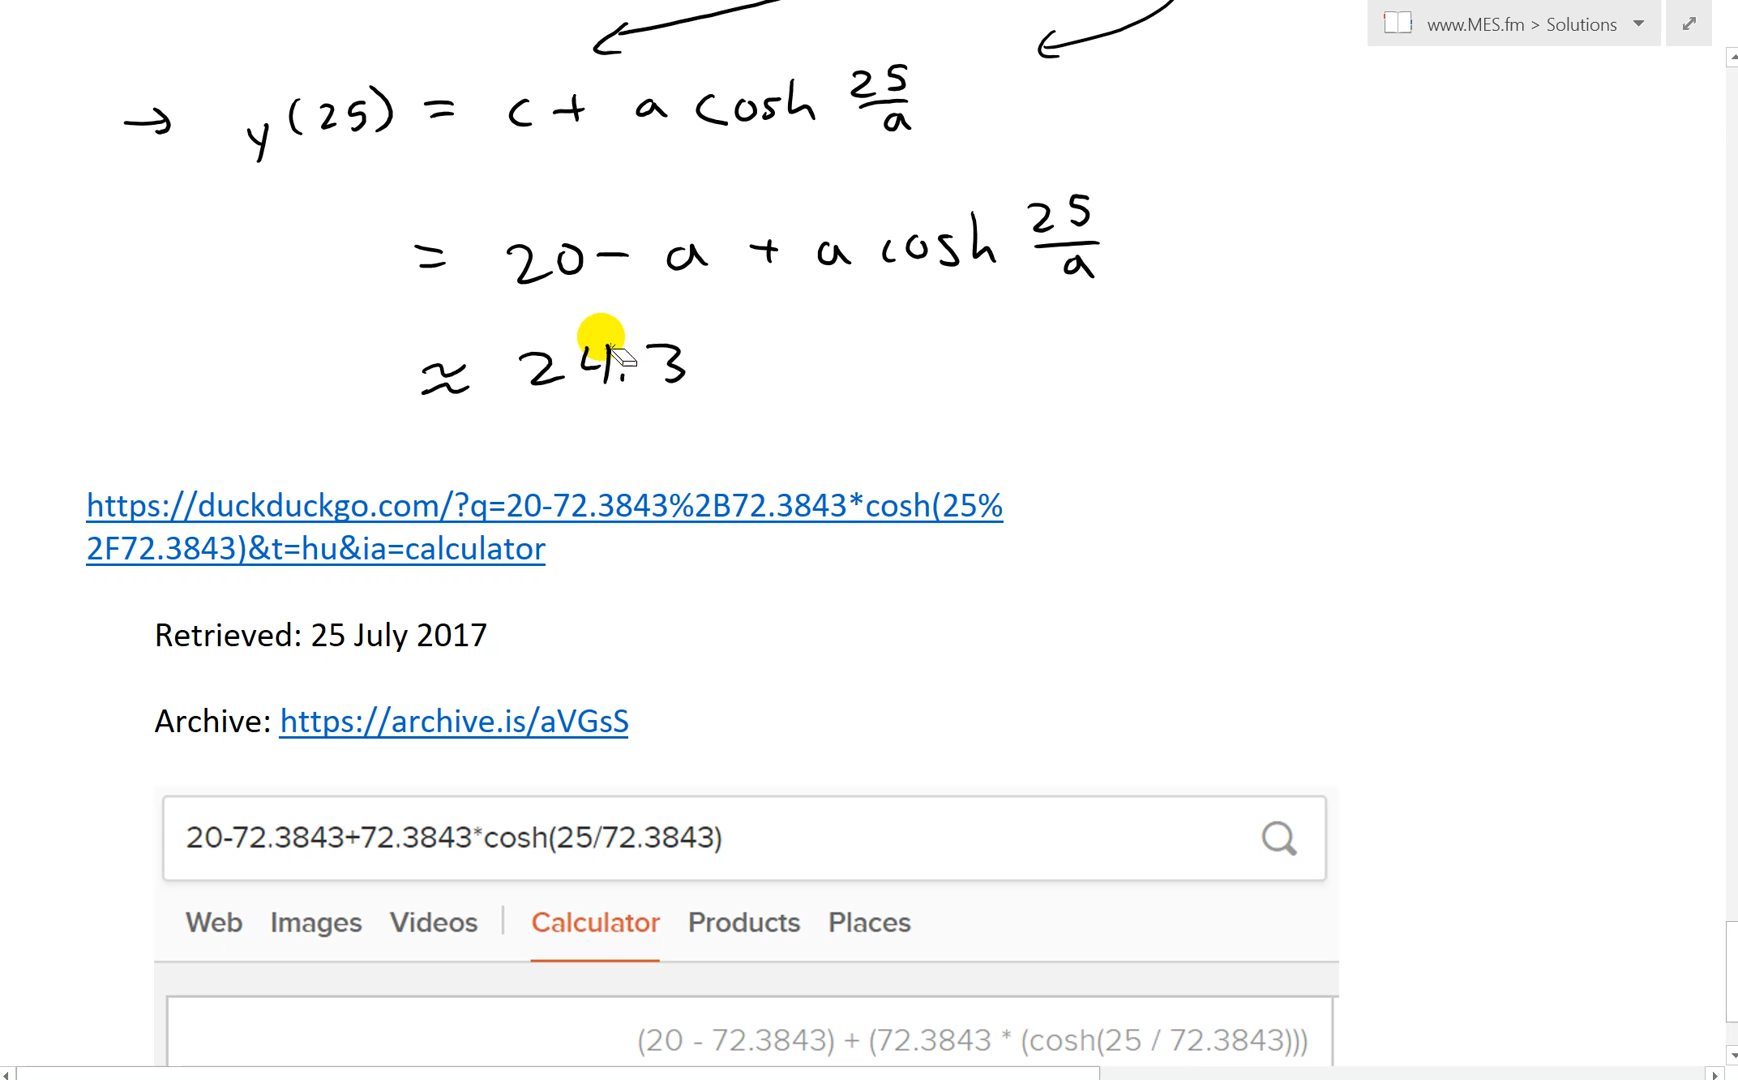 www.MES.fm > Solutions
→ y(25) = c + a cosh 25/a
= 20 - a + a cosh 25/a
≈ 24.3
https://duckduckgo.com/?q=20-72.3843%2B72.3843*cosh(25%
2F72.3843)&t=hu&ia=calculator
Retrieved: 25 July 2017
Archive: https://archive.is/aVGsS
20-72.3843+72.3843*cosh(25/72.3843)
Web Images Videos Calculator Products Places
(20 - 72.3843) + (72.3843 * (cosh(25 / 72.3843)))